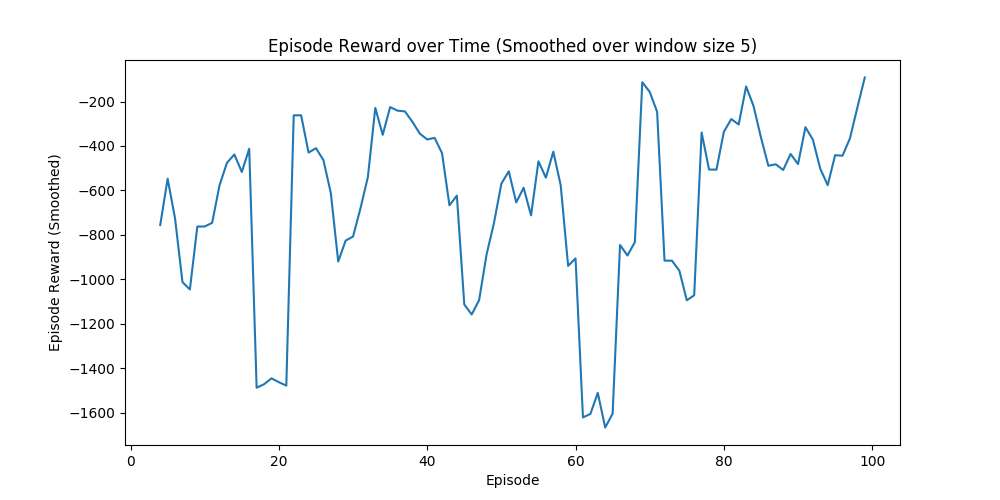 Episode Reward over Time (Smoothed over window size 5)
Episode Reward (Smoothed)
−200
−400
−600
−800
−1000
−1200
−1400
−1600
0 20 40 60 80 100
Episode